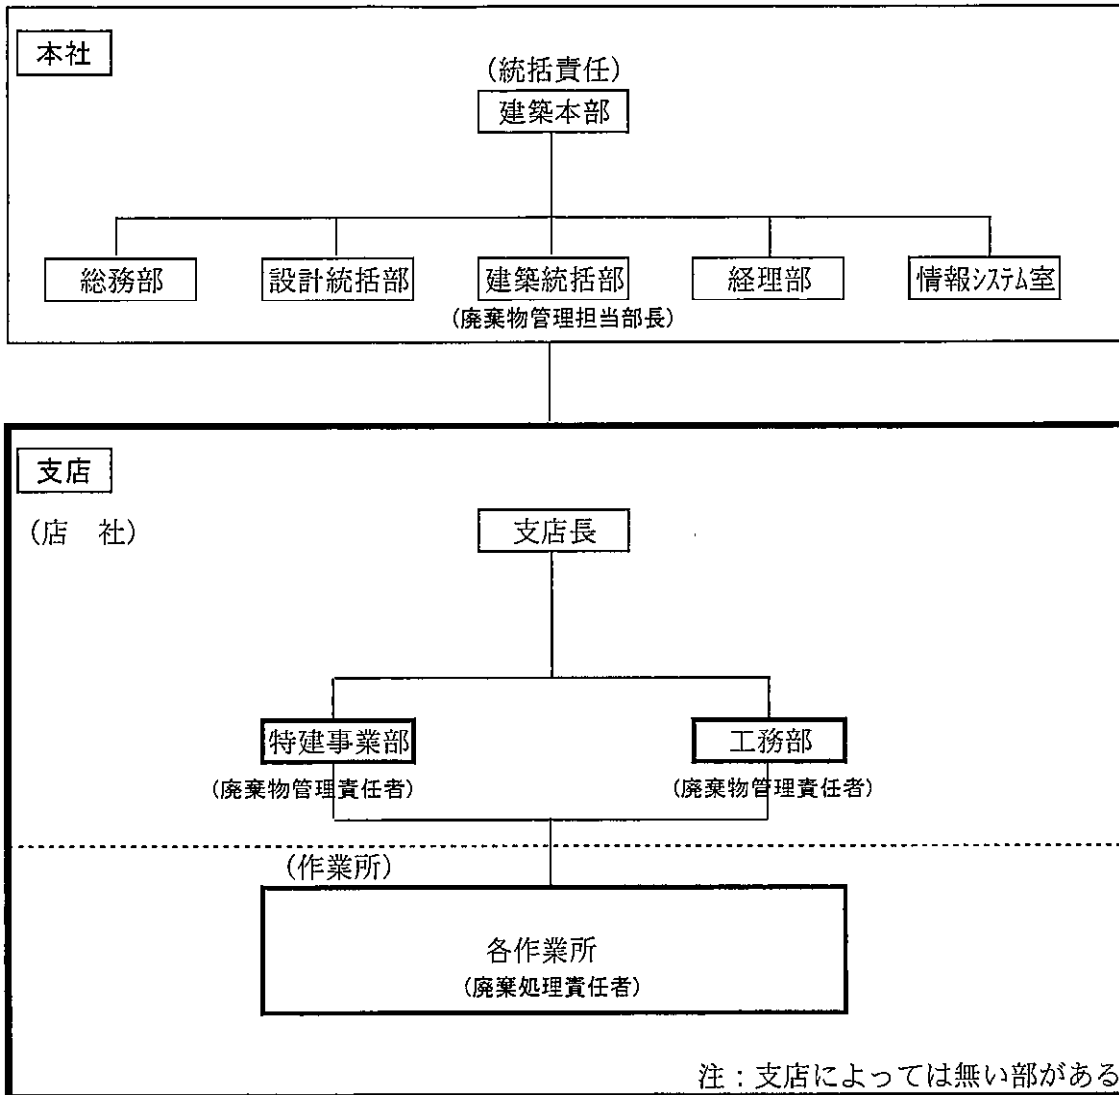 本社
(統括責任)
建築本部
総務部 設計統括部 建築統括部 経理部 情報システム室
(廃棄物管理担当部長)
支店
(店　社) 支店長
特建事業部 工務部
(廃棄物管理責任者) (廃棄物管理責任者)
(作業所)
各作業所
(廃棄処理責任者)
注：支店によっては無い部がある